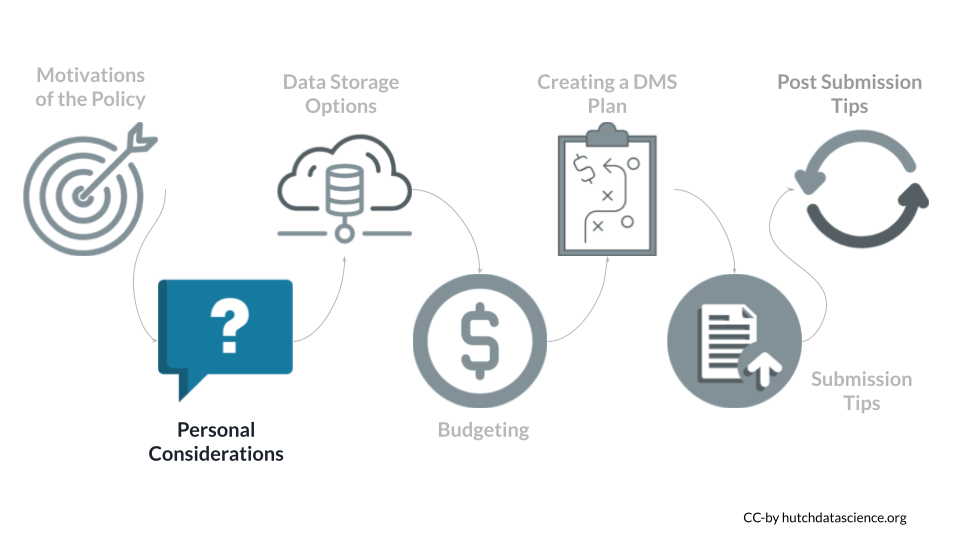 Motivations
of the Policy
Data Storage
Options
Creating a DMS
Plan
Post Submission
Tips
?
$
$
Personal
Considerations
Budgeting
Submission
Tips
CC-by hutchdatascience.org